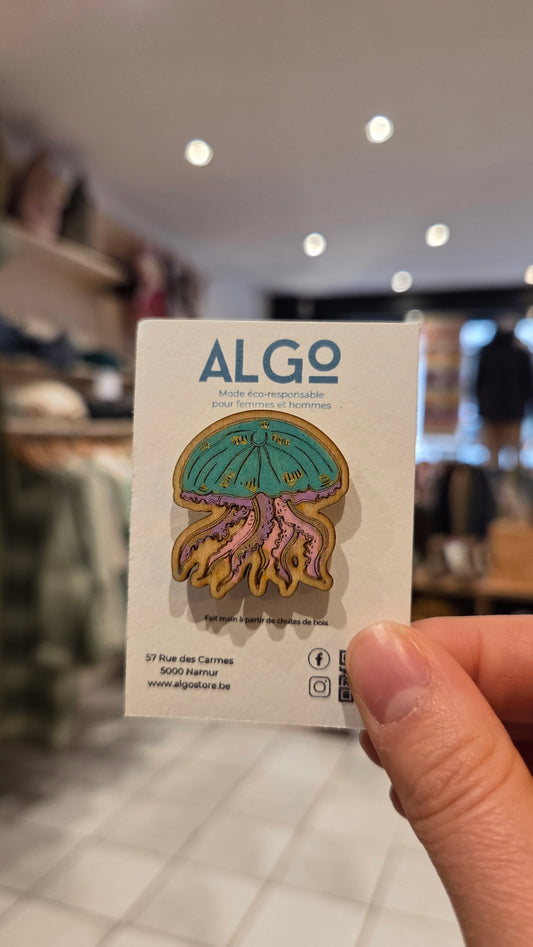 ALGO
Mode éco-responsable
pour femmes et hommes
Fait main à partir de chutes de bois
57 Rue des Carmes
5000 Namur
www.algostore.be